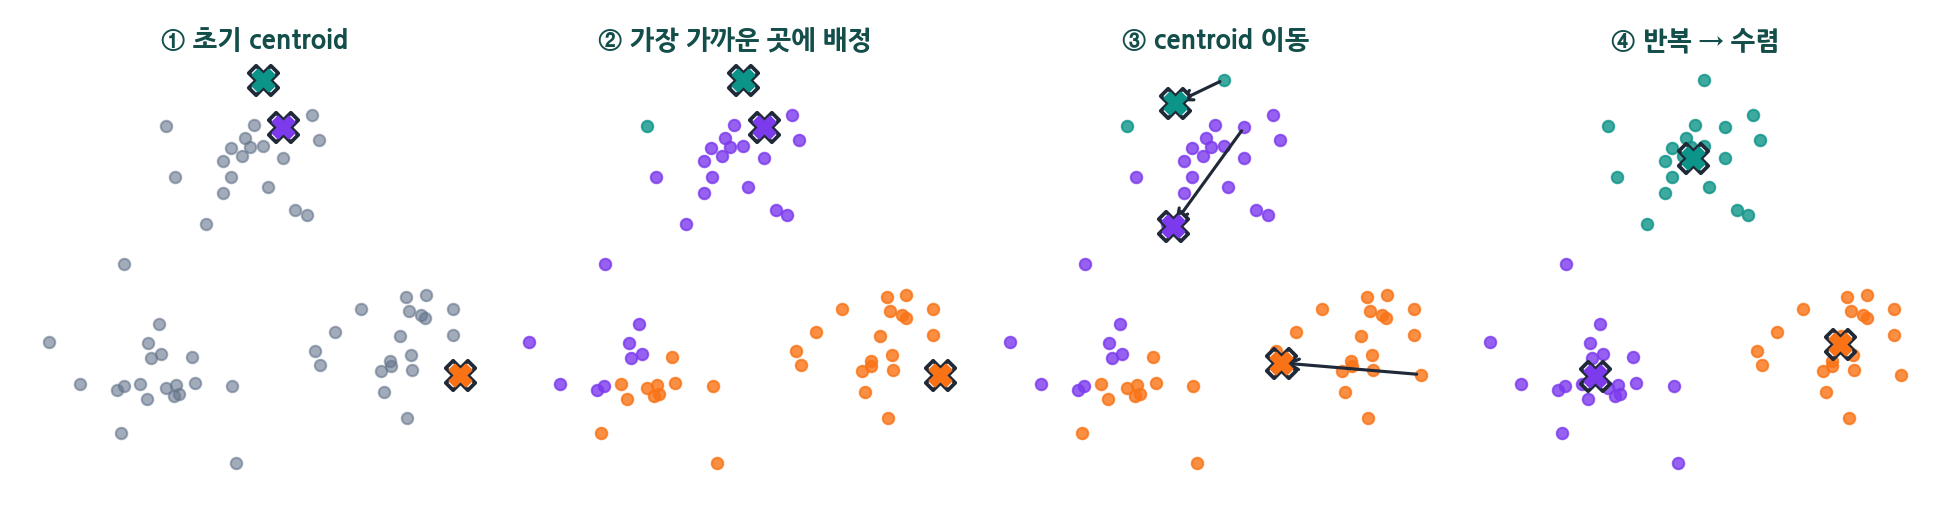 ① 초기 centroid
② 가장 가까운 곳에 배정
③ centroid 이동
④ 반복 → 수렴